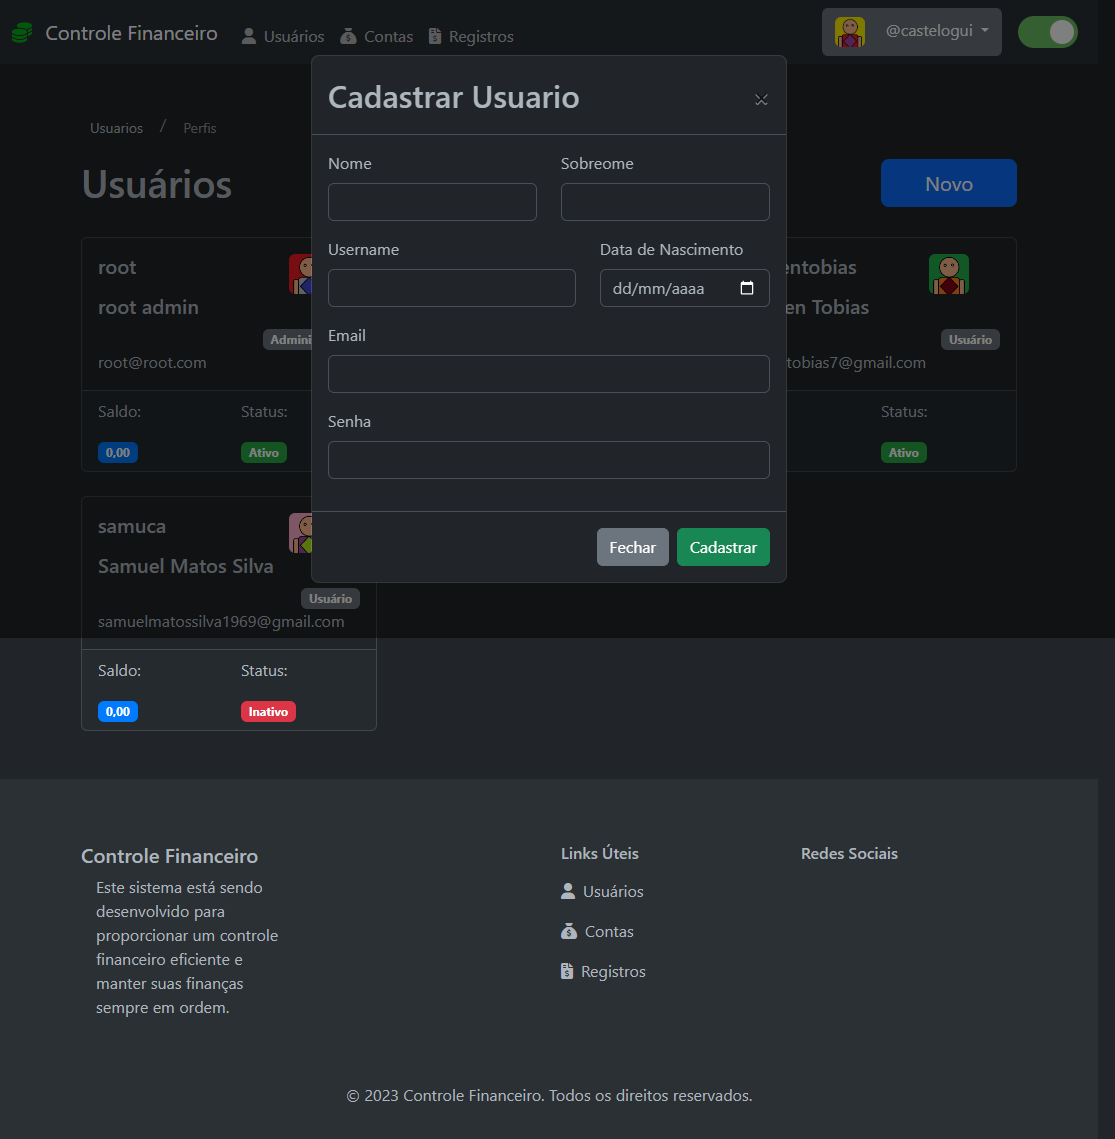 Controle Financeiro Usuários Contas Registros @castelogui
Cadastrar Usuario ×
Usuarios / Perfis
Nome Sobreome
Usuários Novo
Username Data de Nascimento
dd/mm/aaaa
Email
Senha
Fechar Cadastrar
root
root admin
root@root.com
Saldo: Status:
0,00 Ativo
entobias
en Tobias
Usuário
tobias7@gmail.com
Status:
Ativo
samuca
Samuel Matos Silva
Usuário
samuelmatossilva1969@gmail.com
Saldo: Status:
0,00 Inativo
Controle Financeiro
Este sistema está sendo
desenvolvido para
proporcionar um controle
financeiro eficiente e
manter suas finanças
sempre em ordem.
Links Úteis
Usuários
Contas
Registros
Redes Sociais
© 2023 Controle Financeiro. Todos os direitos reservados.